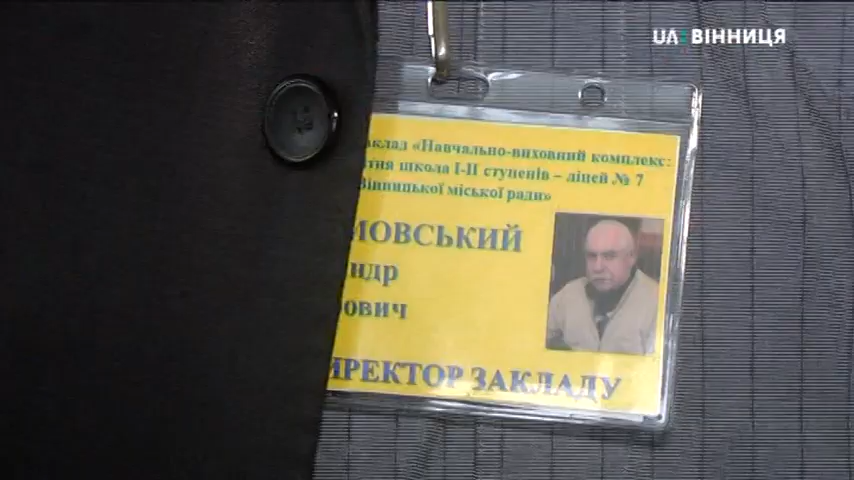 UA:ВІННИЦЯ
аклад «Навчально-виховний комплекс:
тня школа І-ІІ ступенів – ліцей № 7
Вінницької міської ради»
МОВСЬКИЙ
ндр
ович
ИРЕКТОР ЗАКЛАДУ